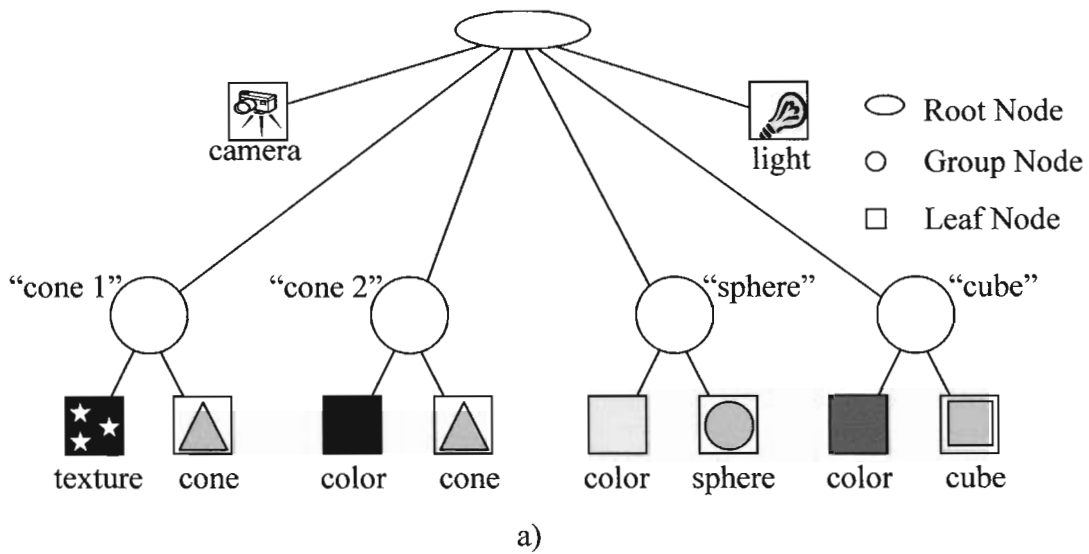 camera
light
Root Node
Group Node
Leaf Node
“cone 1”
“cone 2”
“sphere”
“cube”
texture
cone
color
cone
color
sphere
color
cube
a)